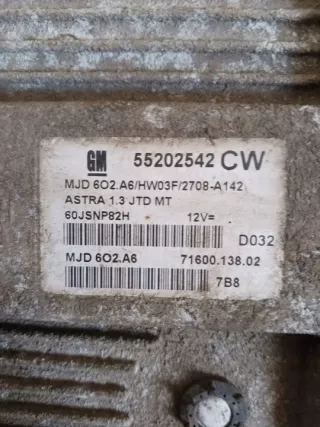 GM 55202542 CW
MJD 6O2.A6/HW03F/2708-A142
ASTRA 1.3 JTD MT
60JSNP82H 12V=
D032
MJD 6O2.A6 71600.138.02
7B8